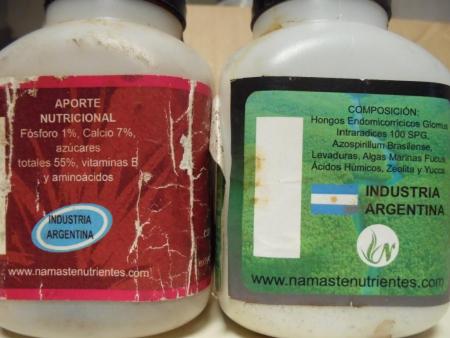 APORTE
NUTRICIONAL
Fósforo 1%, Calcio 7%,
azúcares
totales 55%, vitaminas B
y aminoácidos
INDUSTRIA
ARGENTINA
www.namastenutrientes.com
COMPOSICIÓN:
Hongos Endomicorrícicos Glomus
Intraradices 100 SPG,
Azospirillum Brasilense,
Levaduras, Algas Marinas Fucus
Ácidos Húmicos, Zeolita y Yucca
INDUSTRIA
ARGENTINA
www.namastenutrientes.com